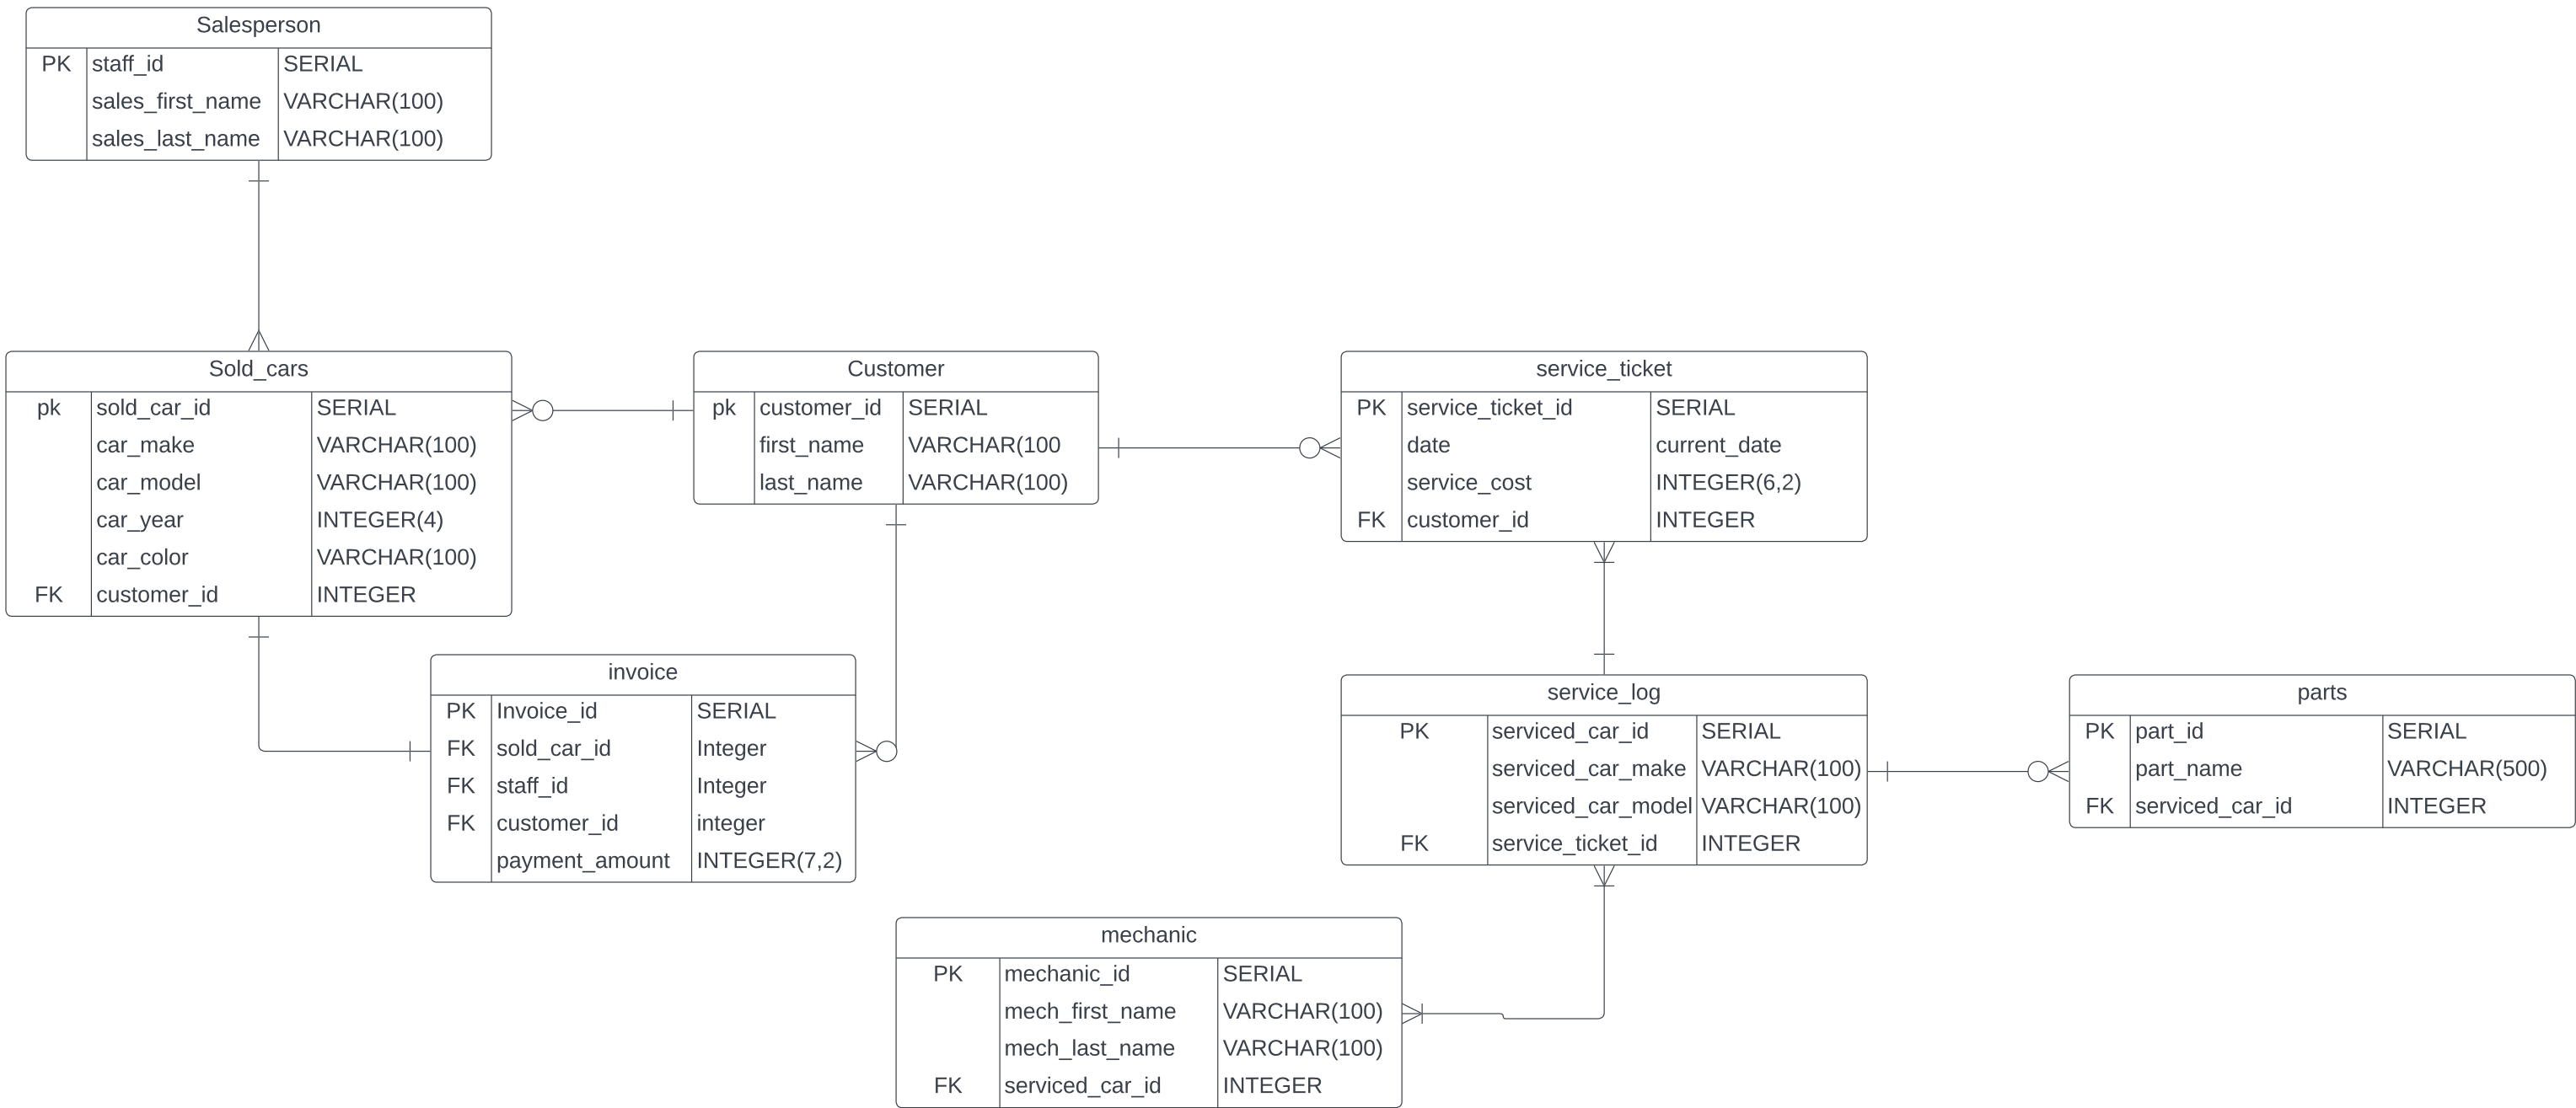 Salesperson
PK staff_id SERIAL
sales_first_name VARCHAR(100)
sales_last_name VARCHAR(100)
Sold_cars
pk sold_car_id SERIAL
car_make VARCHAR(100)
car_model VARCHAR(100)
car_year INTEGER(4)
car_color VARCHAR(100)
FK customer_id INTEGER
Customer
pk customer_id SERIAL
first_name VARCHAR(100
last_name VARCHAR(100)
service_ticket
PK service_ticket_id SERIAL
date current_date
service_cost INTEGER(6,2)
FK customer_id INTEGER
invoice
PK Invoice_id SERIAL
FK sold_car_id Integer
FK staff_id Integer
FK customer_id integer
payment_amount INTEGER(7,2)
service_log
PK serviced_car_id SERIAL
serviced_car_make VARCHAR(100)
serviced_car_model VARCHAR(100)
FK service_ticket_id INTEGER
parts
PK part_id SERIAL
part_name VARCHAR(500)
FK serviced_car_id INTEGER
mechanic
PK mechanic_id SERIAL
mech_first_name VARCHAR(100)
mech_last_name VARCHAR(100)
FK serviced_car_id INTEGER